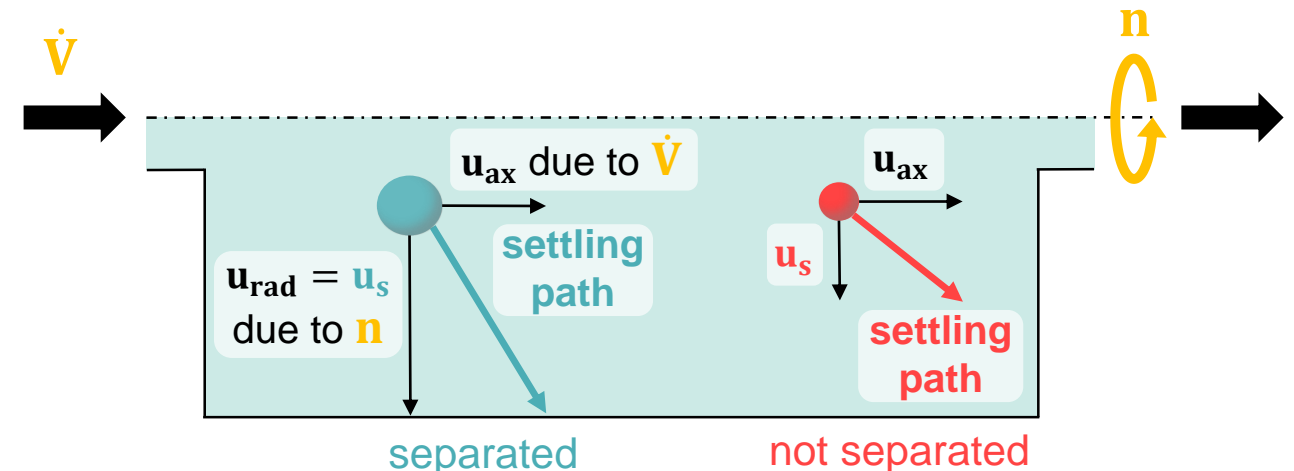 n
V̇
u_ax due to V̇
u_ax
settling
path
u_s
u_rad = u_s
due to n
settling
path
separated
not separated